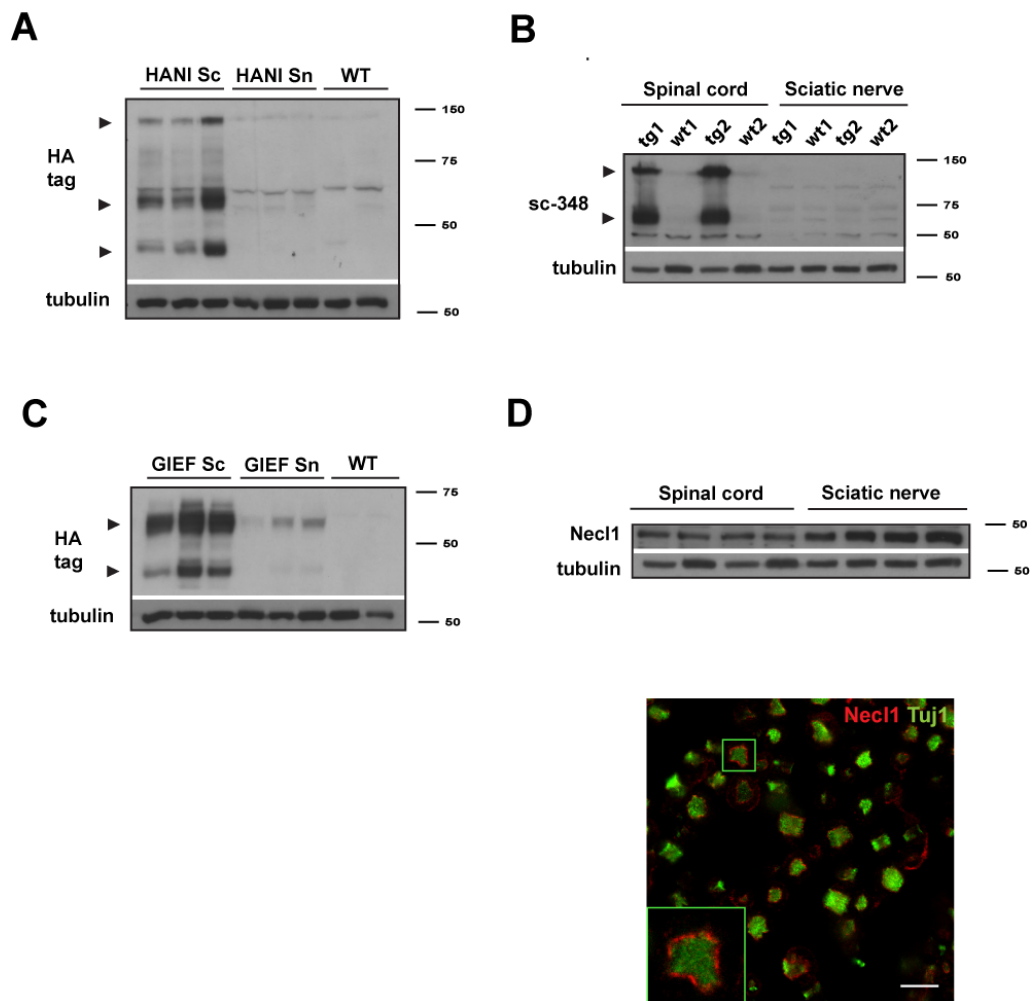 A
HANI Sc HANI Sn WT
HA
tag
150
75
50
tubulin
50
B
Spinal cord Sciatic nerve
tg1 wt1 tg2 wt2 tg1 wt1 tg2 wt2
sc-348
150
75
50
tubulin
50
C
GIEF Sc GIEF Sn WT
HA
tag
75
50
tubulin
50
D
Spinal cord Sciatic nerve
Necl1
50
tubulin
50
Necl1 Tuj1